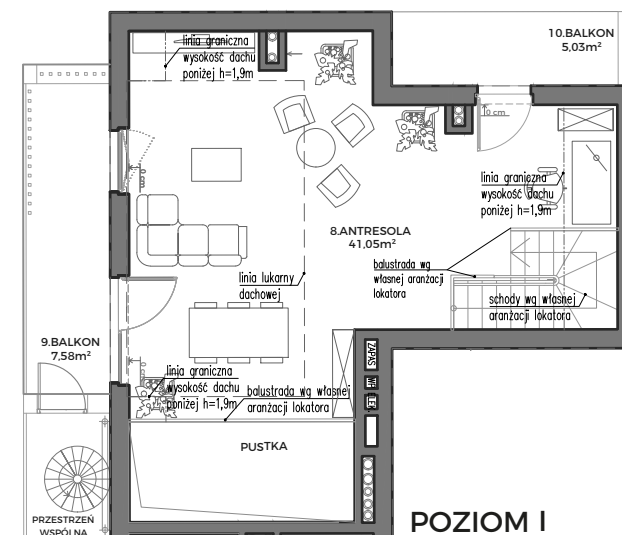 linia graniczna
wysokość dachu
poniżej h=1,9m
10.BALKON
5,03m²
0 cm
linia graniczna
wysokość dachu
poniżej h=1,9m
8.ANTRESOLA
41,05m²
balustrada wg
własnej aranżacji
lokatora
linia lukarny
dachowej
schody wg własnej
aranżacji lokatora
9.BALKON
7,58m²
linia graniczna
wysokość dachu
poniżej h=1,9m
balustrada wg własnej
aranżacji lokatora
ZAPAS
PUSTKA
PRZESTRZEŃ
WSPÓLNA
POZIOM I